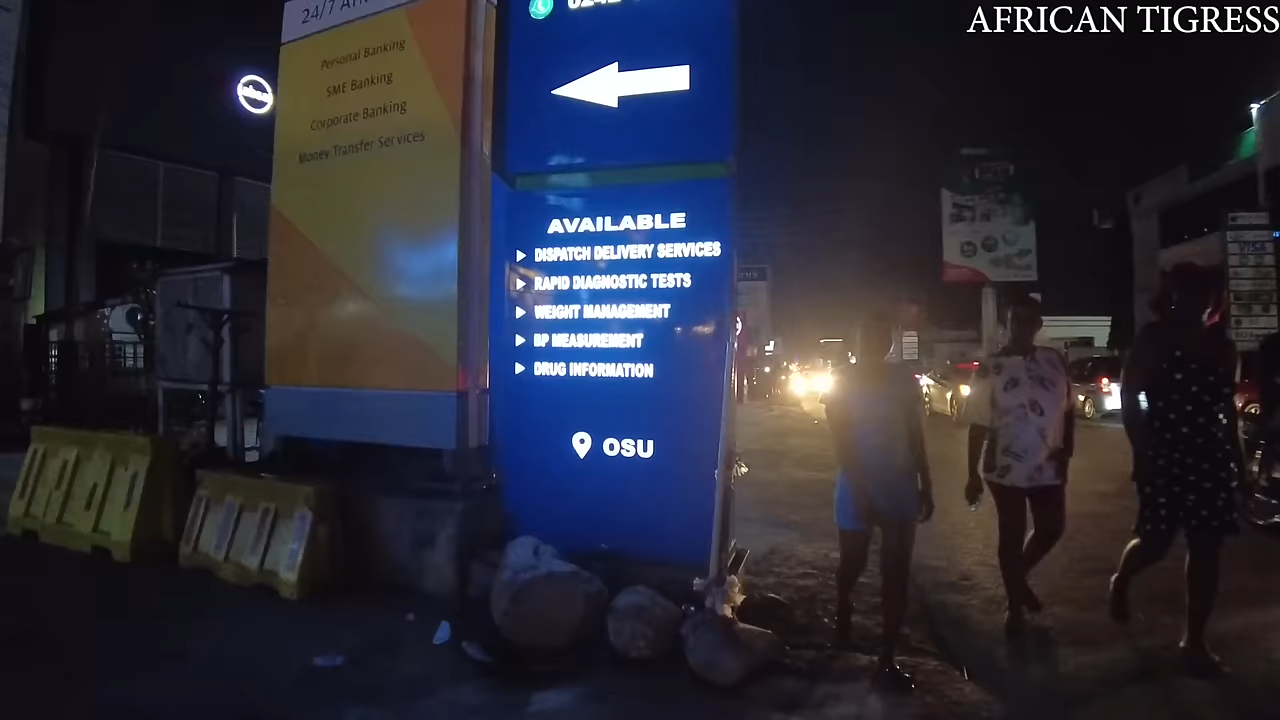 AFRICAN TIGRESS
24/7
Personal Banking
SME Banking
Corporate Banking
Money Transfer Services
AVAILABLE
DISPATCH DELIVERY SERVICES
RAPID DIAGNOSTIC TESTS
WEIGHT MANAGEMENT
BP MEASUREMENT
DRUG INFORMATION
OSU
VISA